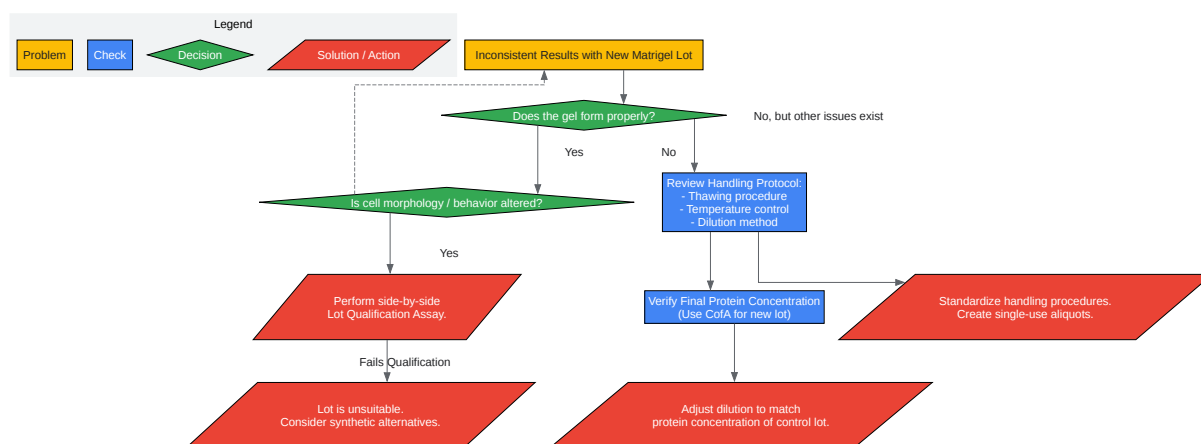 Legend
Problem
Check
Decision
Solution / Action
Inconsistent Results with New Matrigel Lot
Does the gel form properly?
No, but other issues exist
Yes
No
Review Handling Protocol:
- Thawing procedure
- Temperature control
- Dilution method
Is cell morphology / behavior altered?
Yes
Perform side-by-side
Lot Qualification Assay.
Verify Final Protein Concentration
(Use CofA for new lot)
Standardize handling procedures.
Create single-use aliquots.
Fails Qualification
Lot is unsuitable.
Consider synthetic alternatives.
Adjust dilution to match
protein concentration of control lot.